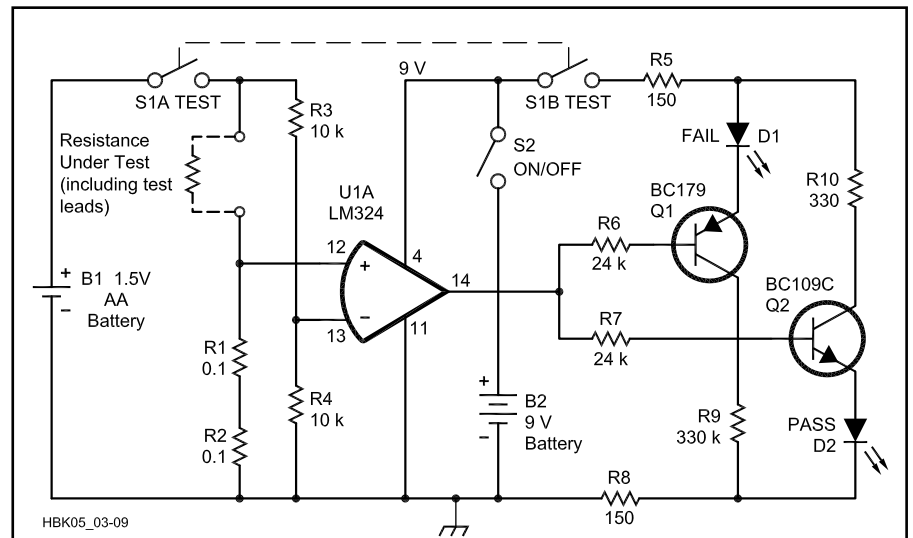 S1A TEST
9 V
S1B TEST
R5
150
R3
10 k
Resistance
Under Test
(including test
leads)
S2
ON/OFF
FAIL D1
R10
330
U1A
LM324
BC179
Q1
12
+
4
R6
24 k
14
BC109C
Q2
+
B1 1.5V
AA
Battery
−
−
13
11
R7
24 k
R1
0.1
R4
10 k
+
B2
9 V
Battery
−
R9
330 k
PASS
D2
R2
0.1
R8
150
HBK05_03-09